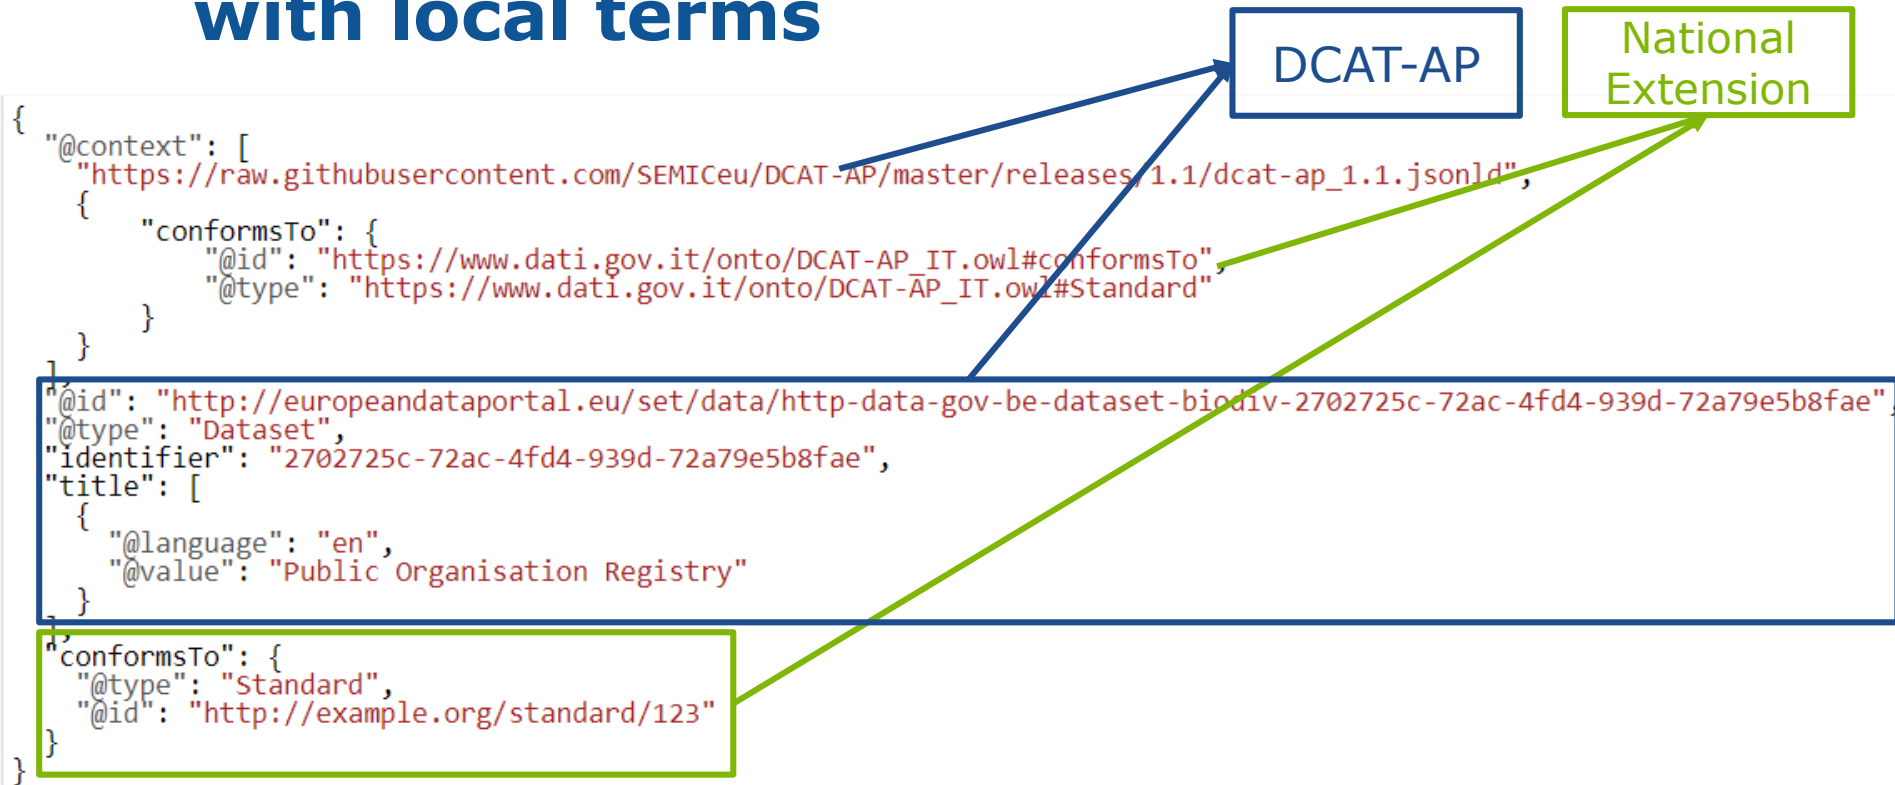 with local terms
DCAT-AP
National
Extension
{
"@context": [
"https://raw.githubusercontent.com/SEMICeu/DCAT-AP/master/releases/1.1/dcat-ap_1.1.jsonld",
{
"conformsTo": {
"@id": "https://www.dati.gov.it/onto/DCAT-AP_IT.owl#conformsTo",
"@type": "https://www.dati.gov.it/onto/DCAT-AP_IT.owl#Standard"
}
}
],
"@id": "http://europeandataportal.eu/set/data/http-data-gov-be-dataset-biodiv-2702725c-72ac-4fd4-939d-72a79e5b8fae",
"@type": "Dataset",
"identifier": "2702725c-72ac-4fd4-939d-72a79e5b8fae",
"title": [
{
"@language": "en",
"@value": "Public Organisation Registry"
}
],
"conformsTo": {
"@type": "Standard",
"@id": "http://example.org/standard/123"
}
}